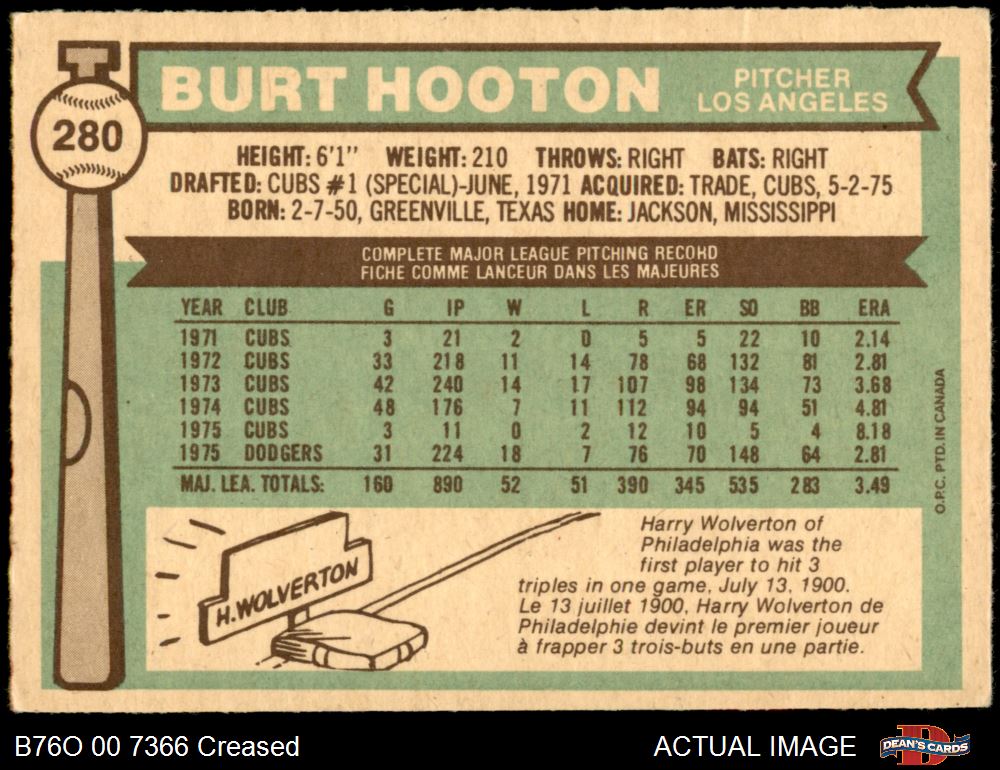 280
BURT HOOTON
PITCHER
LOS ANGELES
HEIGHT: 6'1" WEIGHT: 210 THROWS: RIGHT BATS: RIGHT
DRAFTED: CUBS #1 (SPECIAL)-JUNE, 1971 ACQUIRED: TRADE, CUBS, 5-2-75
BORN: 2-7-50, GREENVILLE, TEXAS HOME: JACKSON, MISSISSIPPI
COMPLETE MAJOR LEAGUE PITCHING RECORD
FICHE COMME LANCEUR DANS LES MAJEURES
YEAR CLUB G IP W L R ER SO BB ERA
1971 CUBS 3 21 2 0 5 5 22 10 2.14
1972 CUBS 33 218 11 14 78 68 132 81 2.81
1973 CUBS 42 240 14 17 107 98 134 73 3.68
1974 CUBS 48 176 7 11 112 94 94 51 4.81
1975 CUBS 3 11 0 2 12 10 5 4 8.18
1975 DODGERS 31 224 18 7 76 70 148 64 2.81
MAJ. LEA. TOTALS: 160 890 52 51 390 345 535 283 3.49
O.P.C. PTD. IN CANADA
H. WOLVERTON
Harry Wolverton of
Philadelphia was the
first player to hit 3
triples in one game, July 13, 1900.
Le 13 juillet 1900, Harry Wolverton de
Philadelphie devint le premier joueur
à frapper 3 trois-buts en une partie.
B76O 00 7366 Creased
ACTUAL IMAGE
DEAN'S CARDS